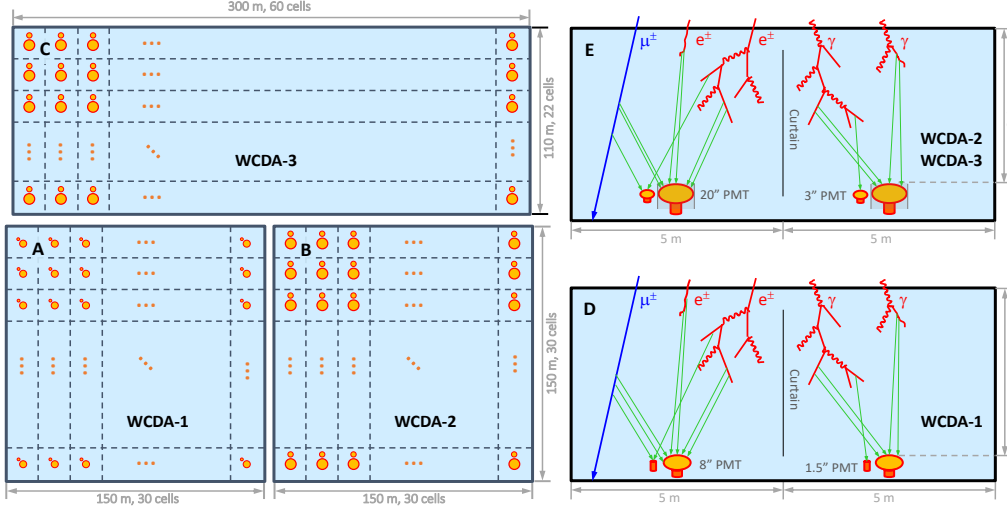 300 m, 60 cells
C
WCDA-3
110 m, 22 cells
A
WCDA-1
150 m, 30 cells
B
WCDA-2
150 m, 30 cells
150 m, 30 cells
E
μ±
e±
e±
γ
γ
Curtain
WCDA-2
WCDA-3
20” PMT
3” PMT
5 m
5 m
D
μ±
e±
e±
γ
γ
Curtain
WCDA-1
8” PMT
1.5” PMT
5 m
5 m